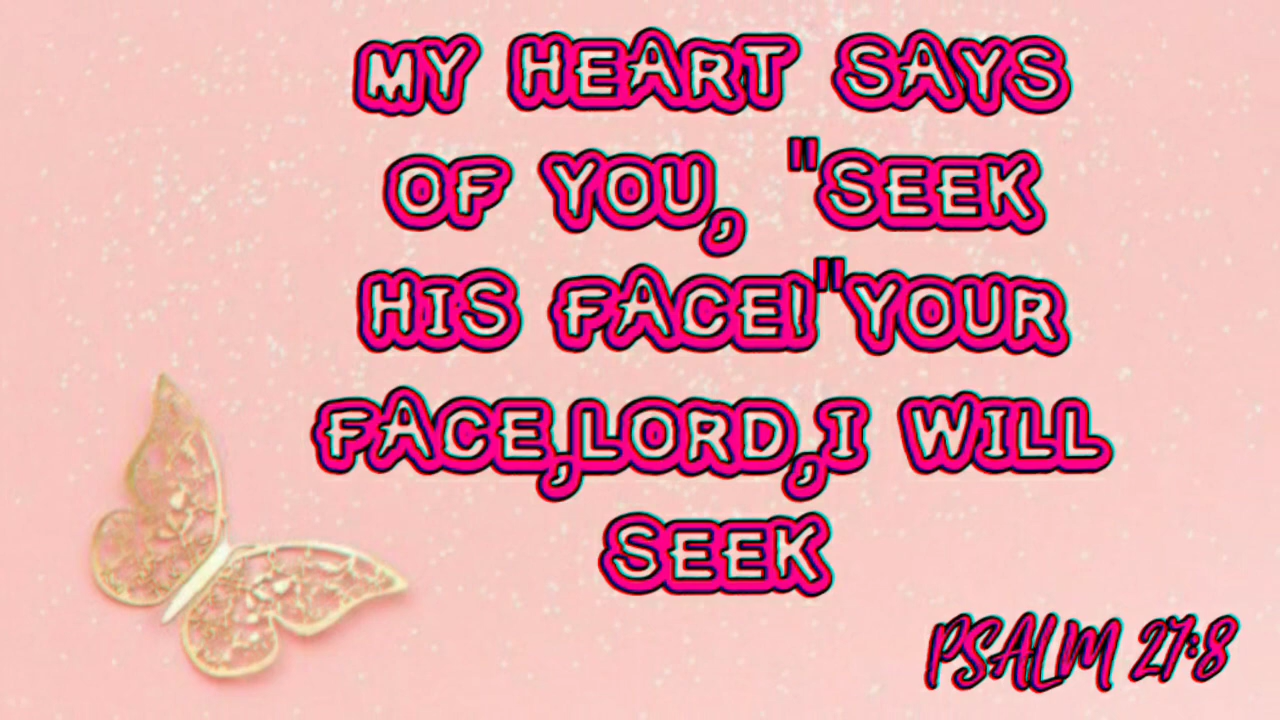 MY HEART SAYS
OF YOU, "SEEK
HIS FACE!"YOUR
FACE,LORD,I WILL
SEEK
PSALM 27:8